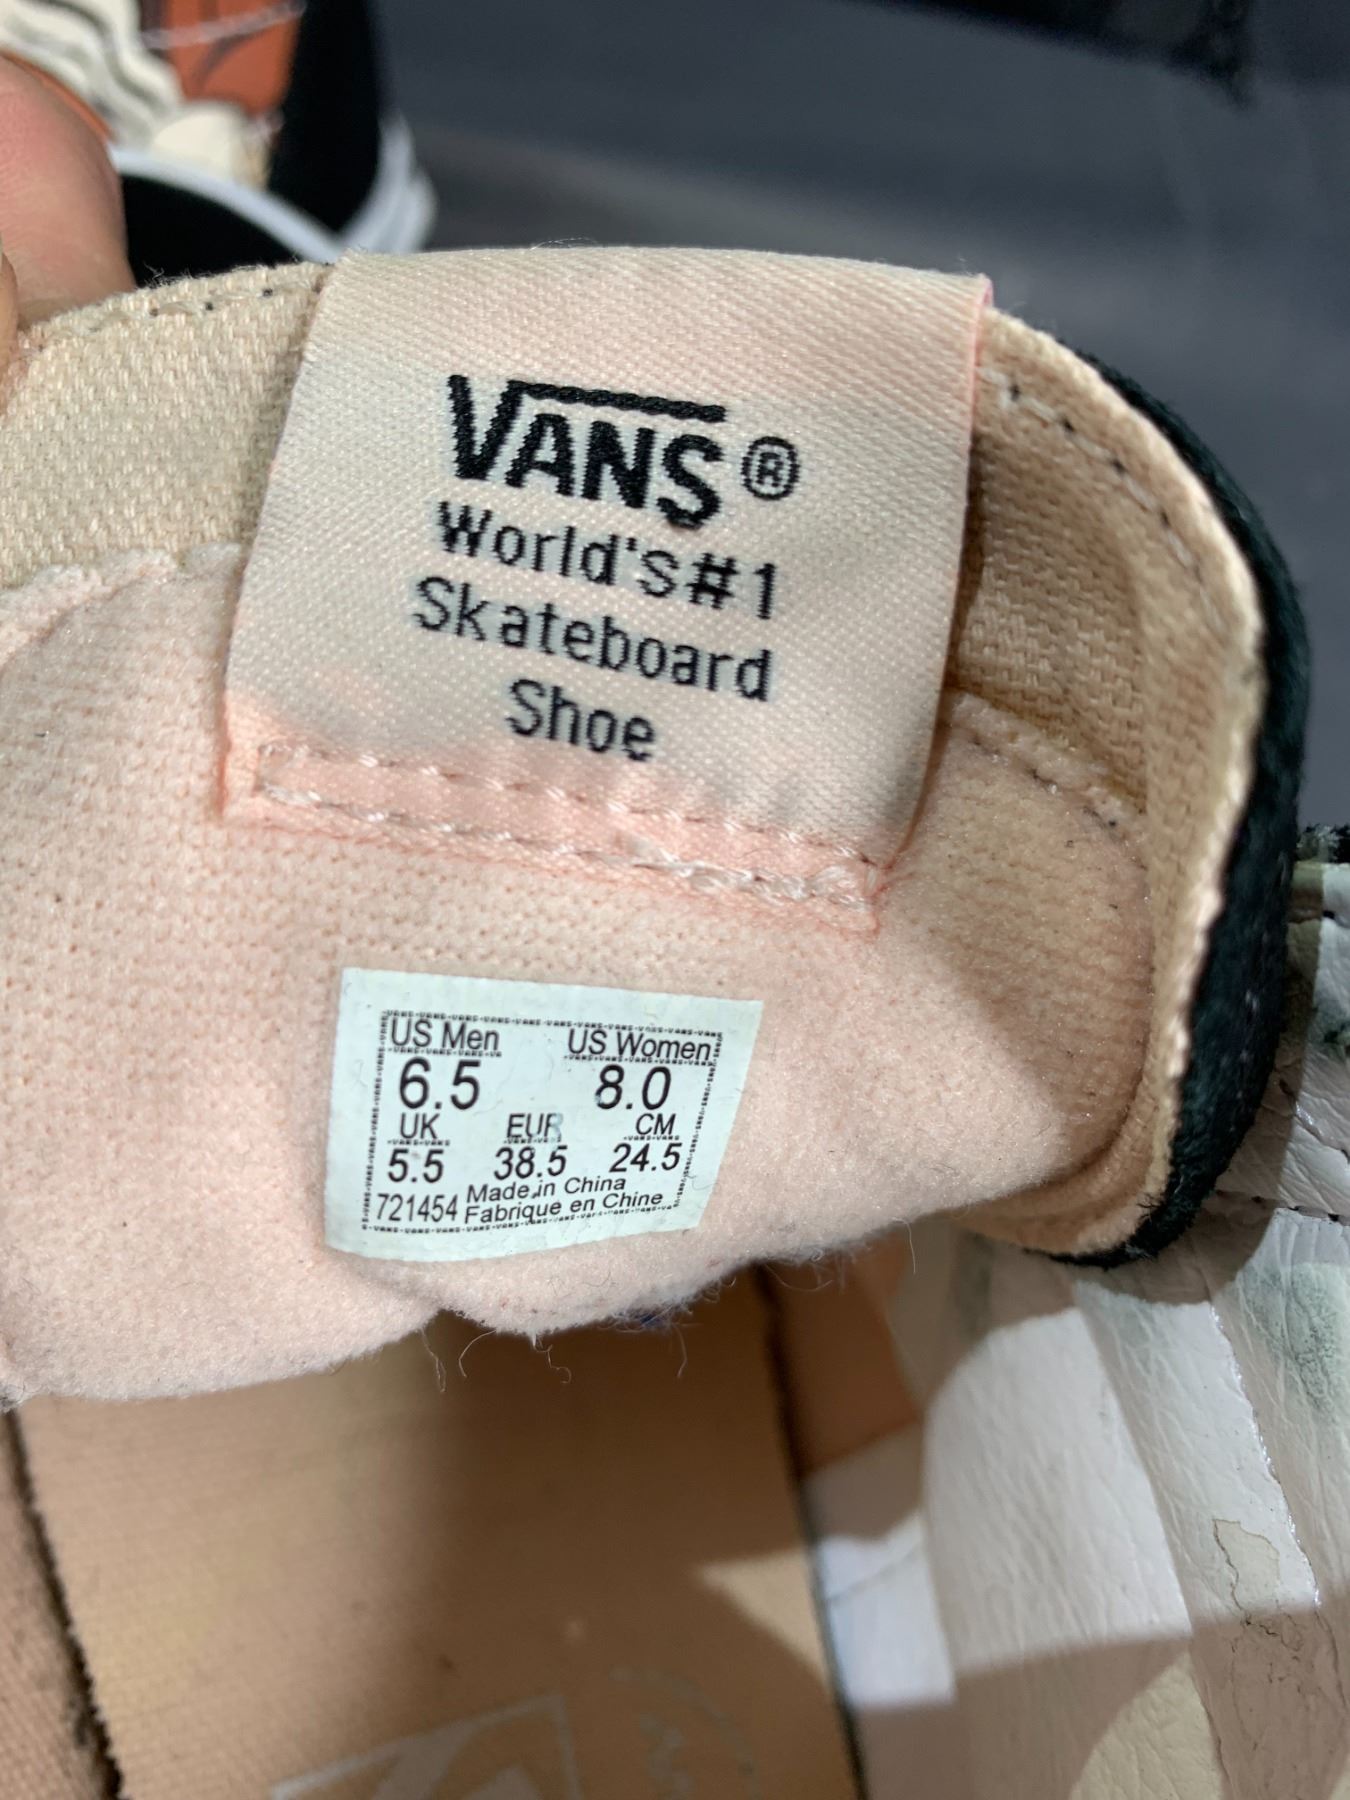 VANS®
World's #1
Skateboard
Shoe
US Men US Women
6.5 8.0
UK EUR CM
5.5 38.5 24.5
721454 Made in China
Fabrique en Chine